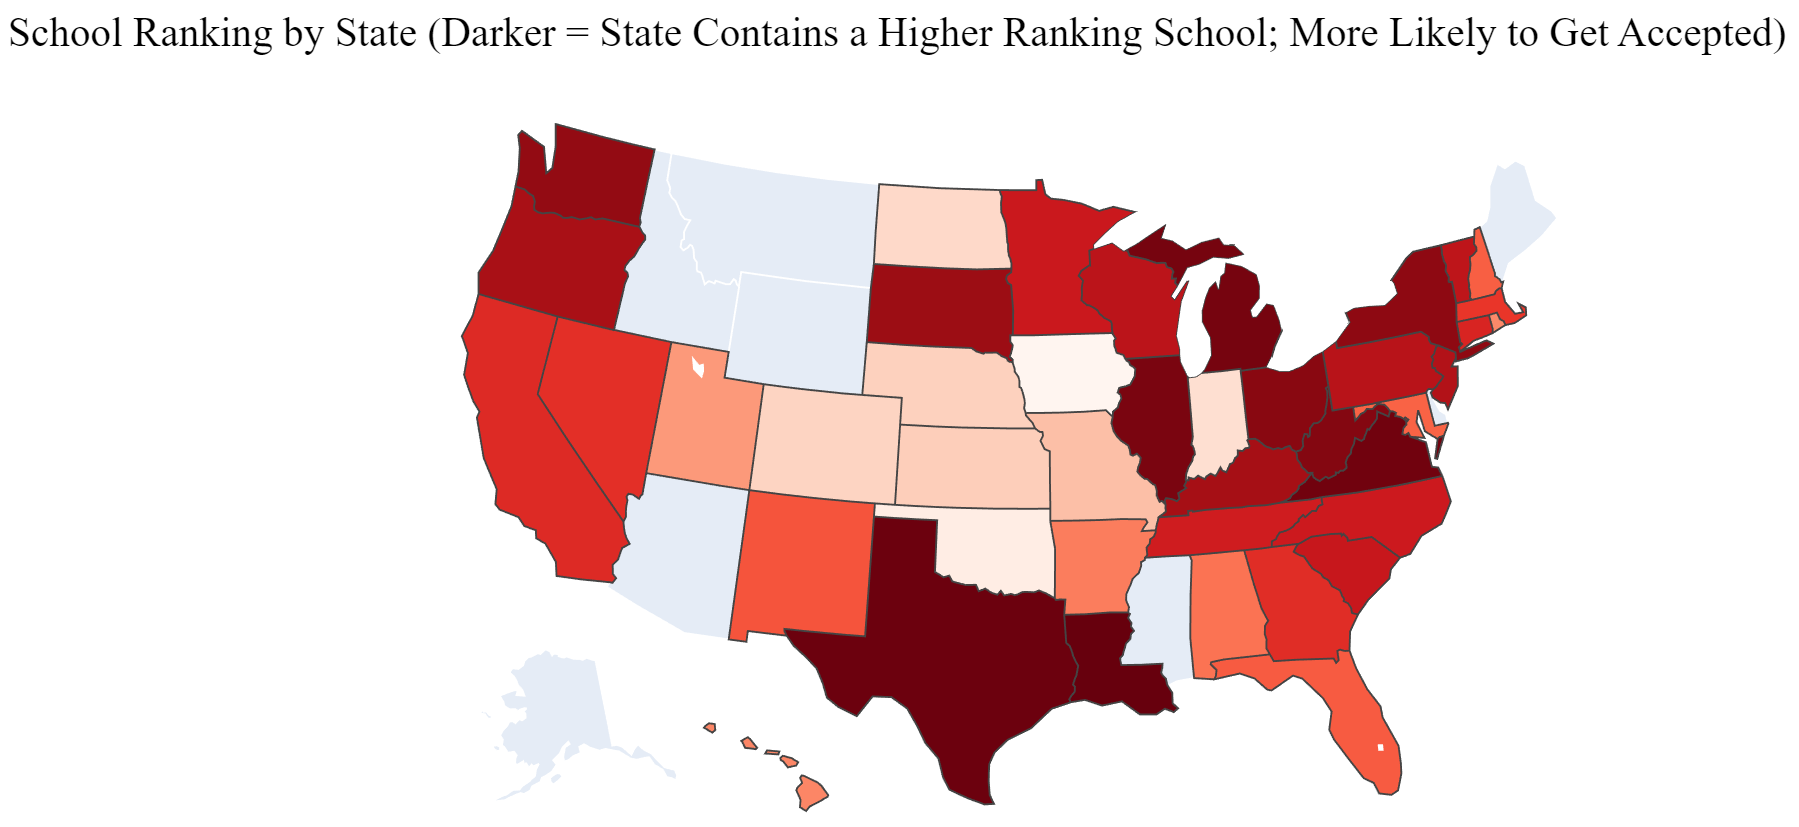 School Ranking by State (Darker = State Contains a Higher Ranking School; More Likely to Get Accepted)